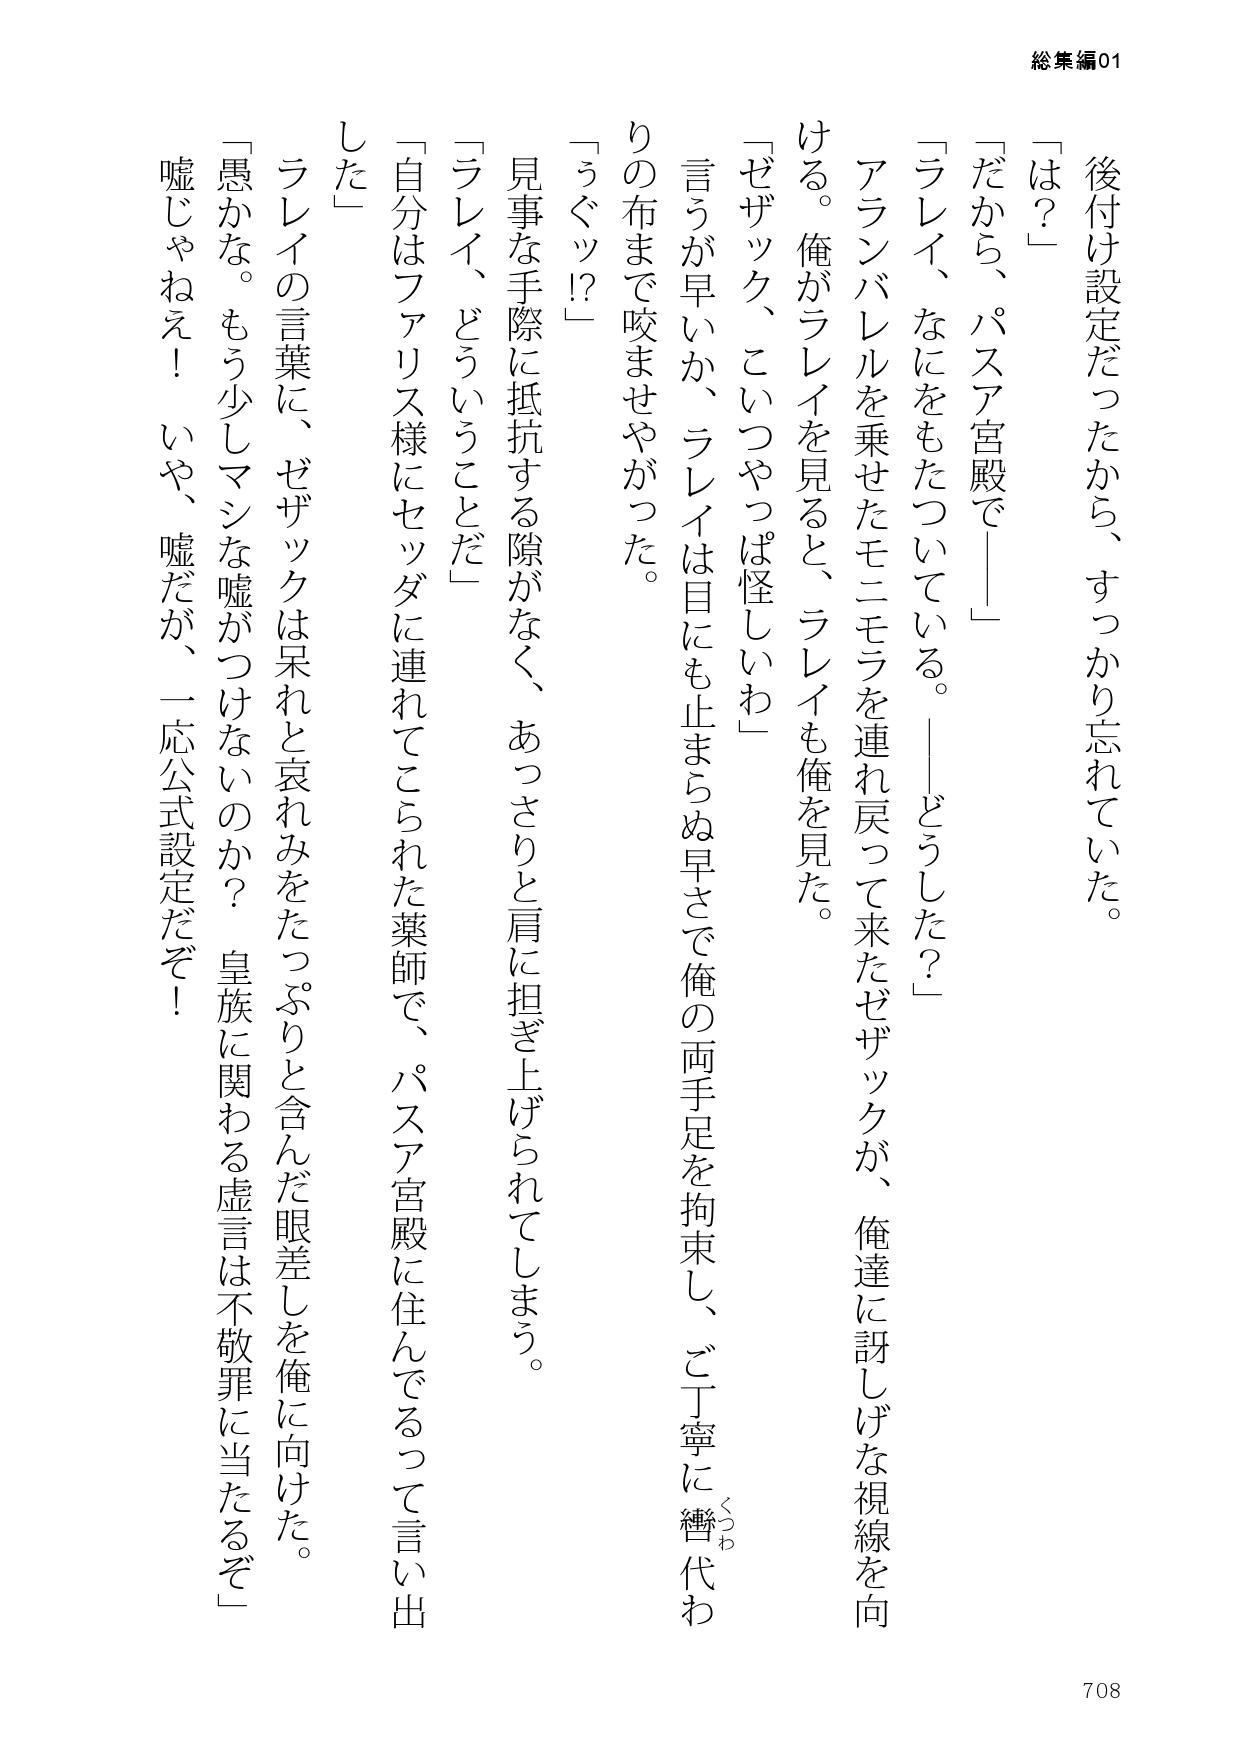 総集編01
　後付け設定だったから、すっかり忘れていた。
「は？」
「だから、パスア宮殿で――」
「ラレイ、なにをもたついている。――どうした？」
　アランバレルを乗せたモニモラを連れ戻って来たゼザックが、俺達に訝しげな視線を向
ける。俺がラレイを見ると、ラレイも俺を見た。
「ゼザック、こいつやっぱ怪しいわ」
　言うが早いか、ラレイは目にも止まらぬ早さで俺の両手足を拘束し、ご丁寧に轡代わ
くつわ
りの布まで咬ませやがった。
「うぐッ!?」
　見事な手際に抵抗する隙がなく、あっさりと肩に担ぎ上げられてしまう。
「ラレイ、どういうことだ」
「自分はファリス様にセッダに連れてこられた薬師で、パスア宮殿に住んでるって言い出
した」
　ラレイの言葉に、ゼザックは呆れと哀れみをたっぷりと含んだ眼差しを俺に向けた。
「愚かな。もう少しマシな嘘がつけないのか？　皇族に関わる虚言は不敬罪に当たるぞ」
　嘘じゃねえ！　いや、嘘だが、一応公式設定だぞ！
708